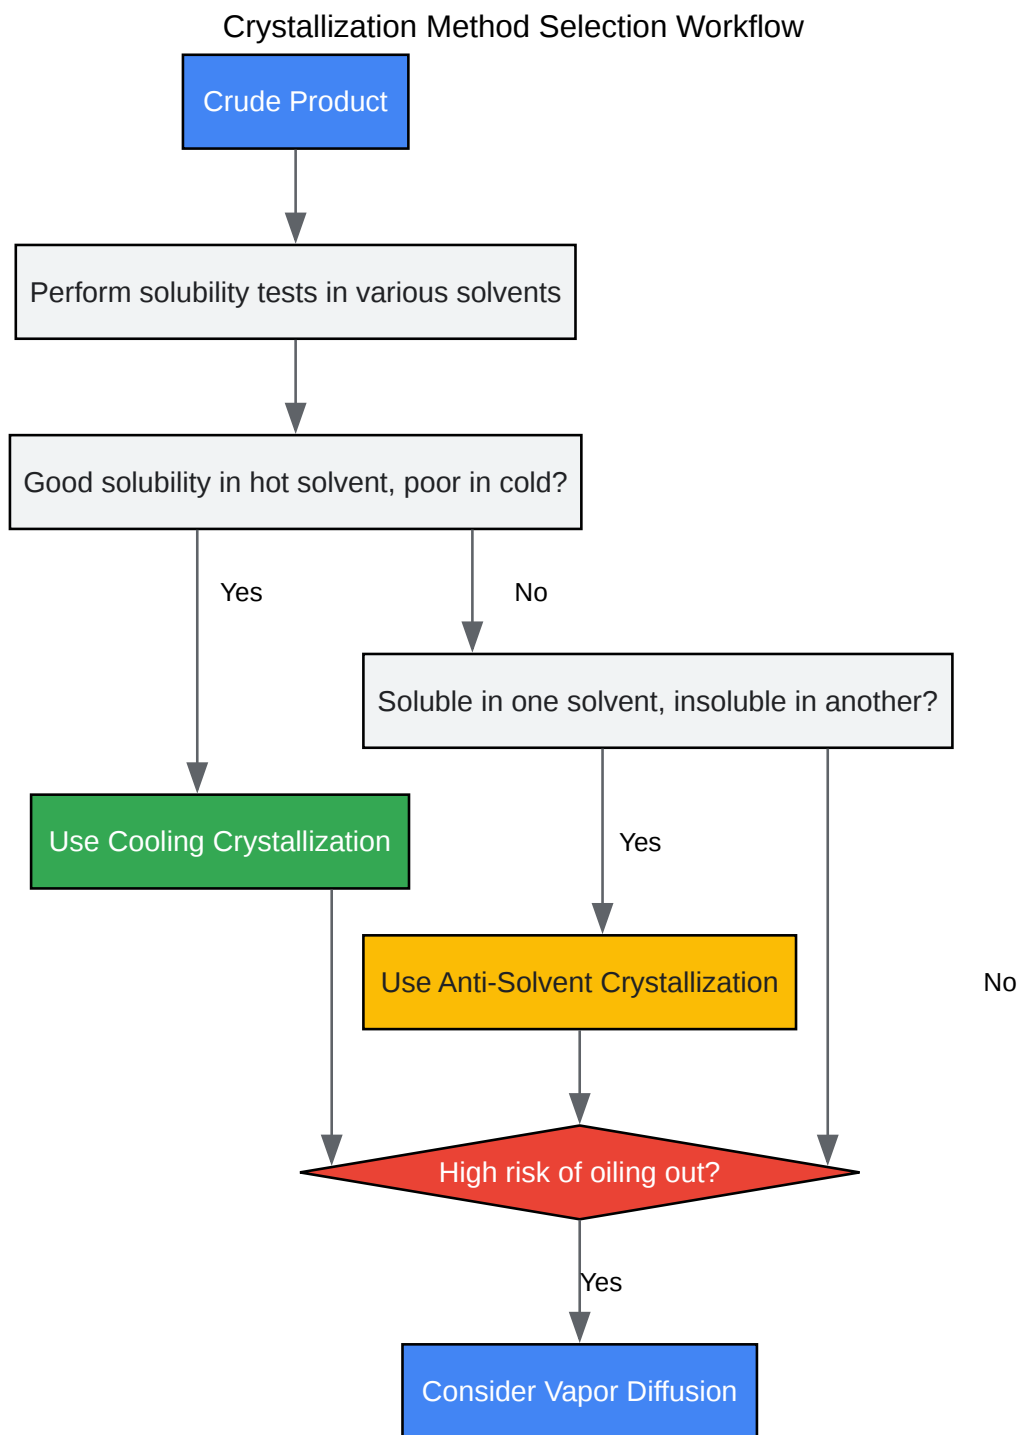 Crystallization Method Selection Workflow
Crude Product
Perform solubility tests in various solvents
Good solubility in hot solvent, poor in cold?
Yes
No
Soluble in one solvent, insoluble in another?
Use Cooling Crystallization
Yes
Use Anti-Solvent Crystallization
No
High risk of oiling out?
Yes
Consider Vapor Diffusion